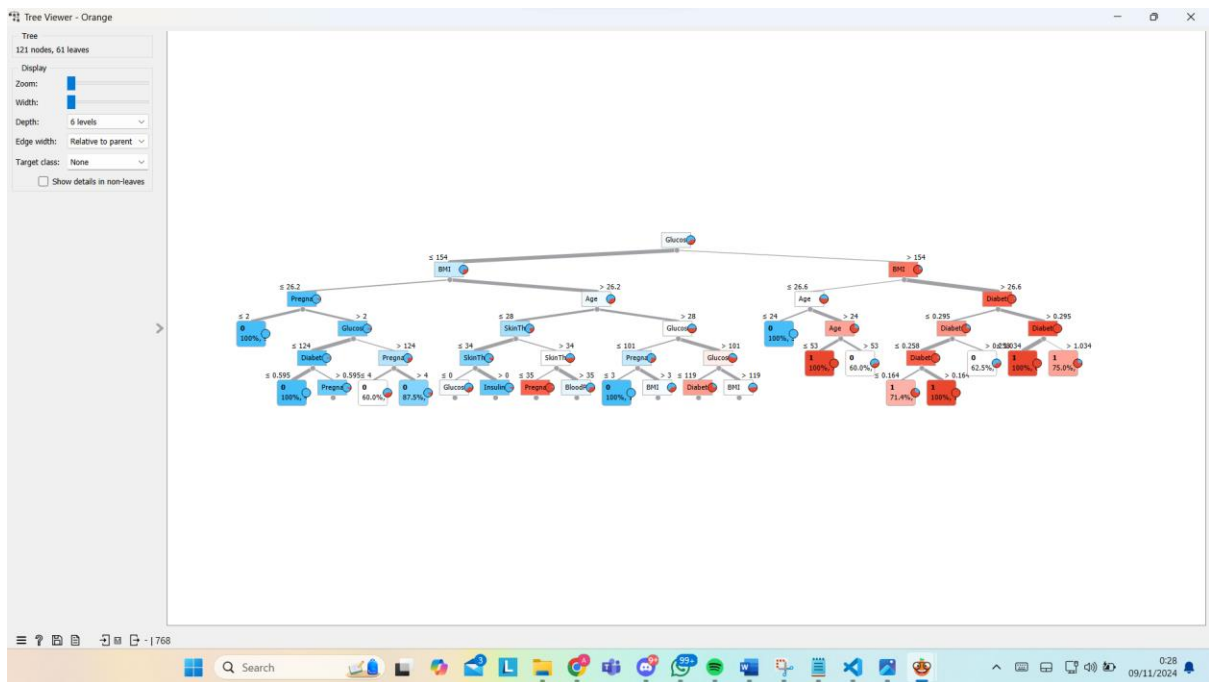 Tree Viewer - Orange
Tree
121 nodes, 61 leaves
Display
Zoom:
Width:
Depth: 6 levels
Edge width: Relative to parent
Target class: None
Show details in non-leaves
Glucos
≤ 154 > 154
BMI BMI
≤ 26.2 > 26.2 ≤ 26.6 > 26.6
Pregna Age Age Diabet
≤ 2 > 2 ≤ 28 > 28 ≤ 24 > 24 ≤ 0.295 > 0.295
0 Glucos SkinTh Glucos 0 Age Diabet Diabet
100%, 100%,
≤ 124 > 124 ≤ 34 > 34 ≤ 101 > 101 ≤ 53 > 53 ≤ 0.258 1.034 > 1.034
Diabet Pregna SkinTh SkinTh Pregna Glucos 1 0 Diabet 0 1 1
100%, 60.0%, 62.5%, 100%, 75.0%,
≤ 0.595 > 0.595 ≤ 4 > 4 ≤ 0 > 0 ≤ 35 > 35 ≤ 3 > 3 ≤ 119 > 119 ≤ 0.164 > 0.164
0 Pregna 0 0 Glucos Insulin Pregna BloodP 0 BMI Diabet BMI 1 1
100%, 60.0%, 87.5%, 100%, 71.4%, 100%,
- | 768
Search
3
9+
99+
0:28
09/11/2024